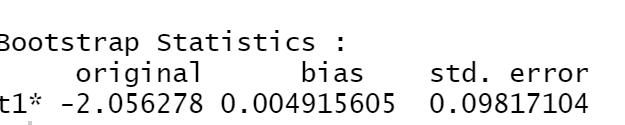 Bootstrap Statistics :
original bias std. error
t1* -2.056278 0.004915605 0.09817104